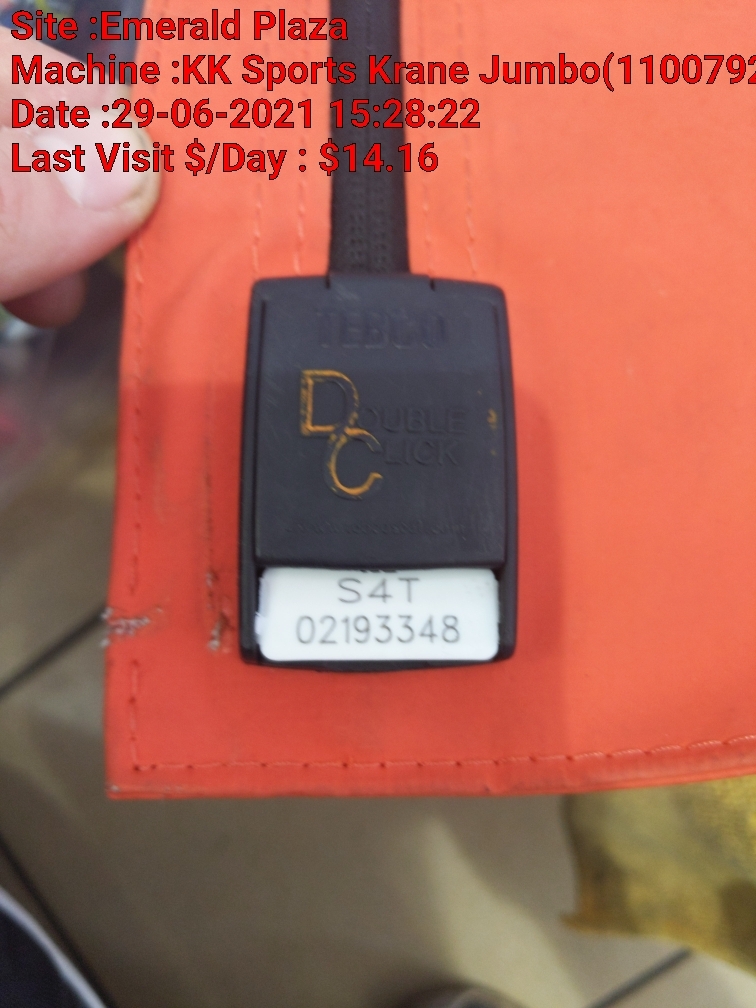 Site :Emerald Plaza
Machine :KK Sports Krane Jumbo(1100792
Date :29-06-2021 15:28:22
Last Visit $/Day : $14.16
DOUBLE
CLICK
S4T
02193348